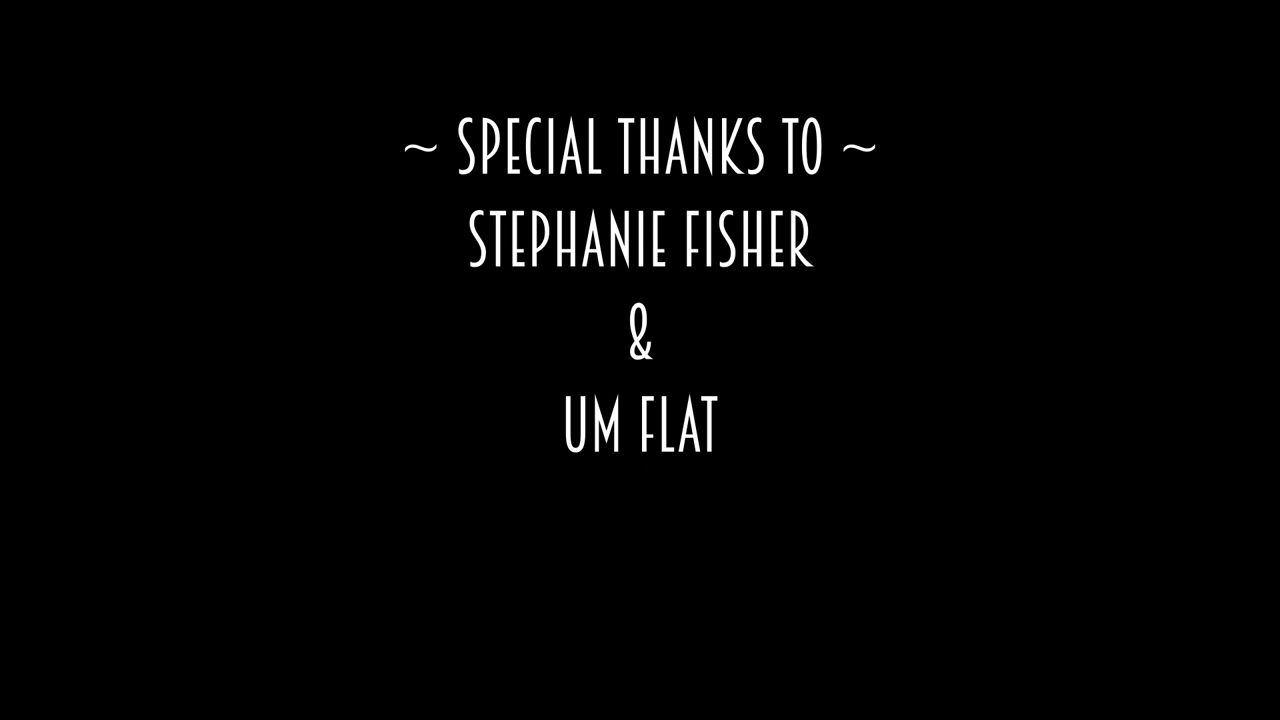 ~ SPECIAL THANKS TO ~
STEPHANIE FISHER
&
UM FLAT